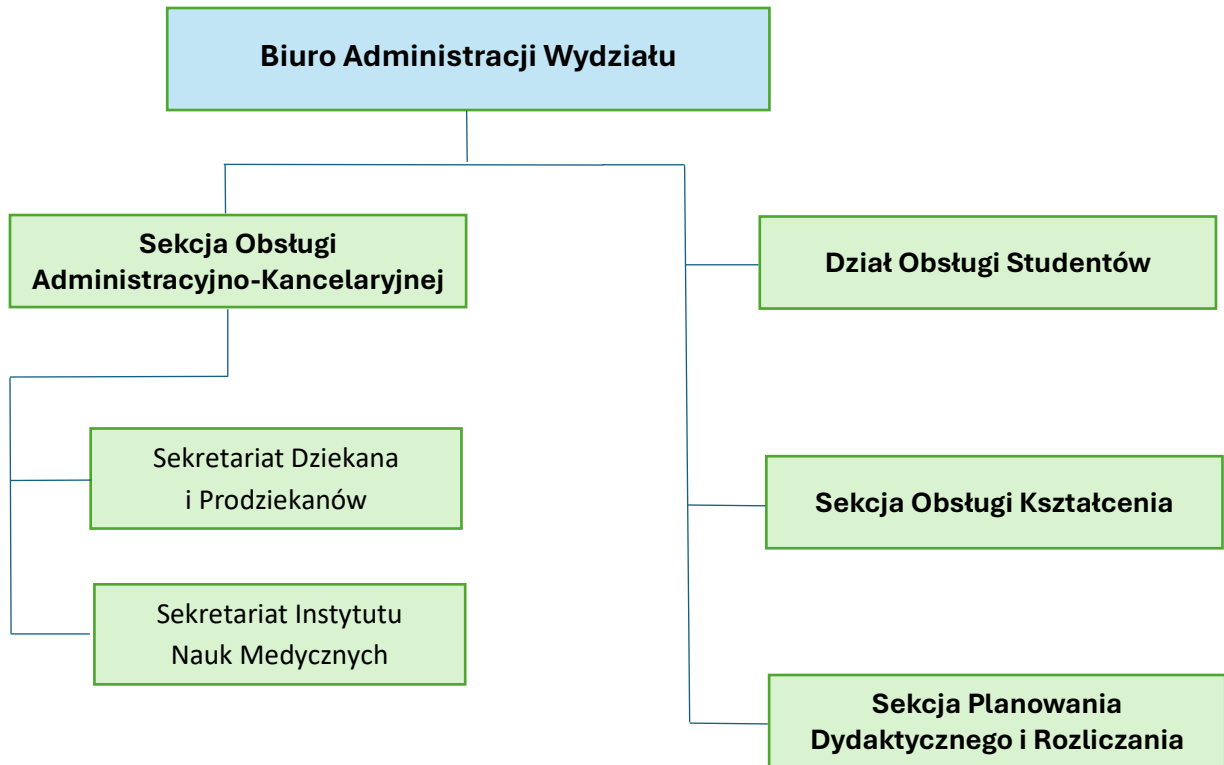 Biuro Administracji Wydziału
Sekcja Obsługi
Administracyjno-Kancelaryjnej
Dział Obsługi Studentów
Sekretariat Dziekana
i Prodziekanów
Sekcja Obsługi Kształcenia
Sekretariat Instytutu
Nauk Medycznych
Sekcja Planowania
Dydaktycznego i Rozliczania